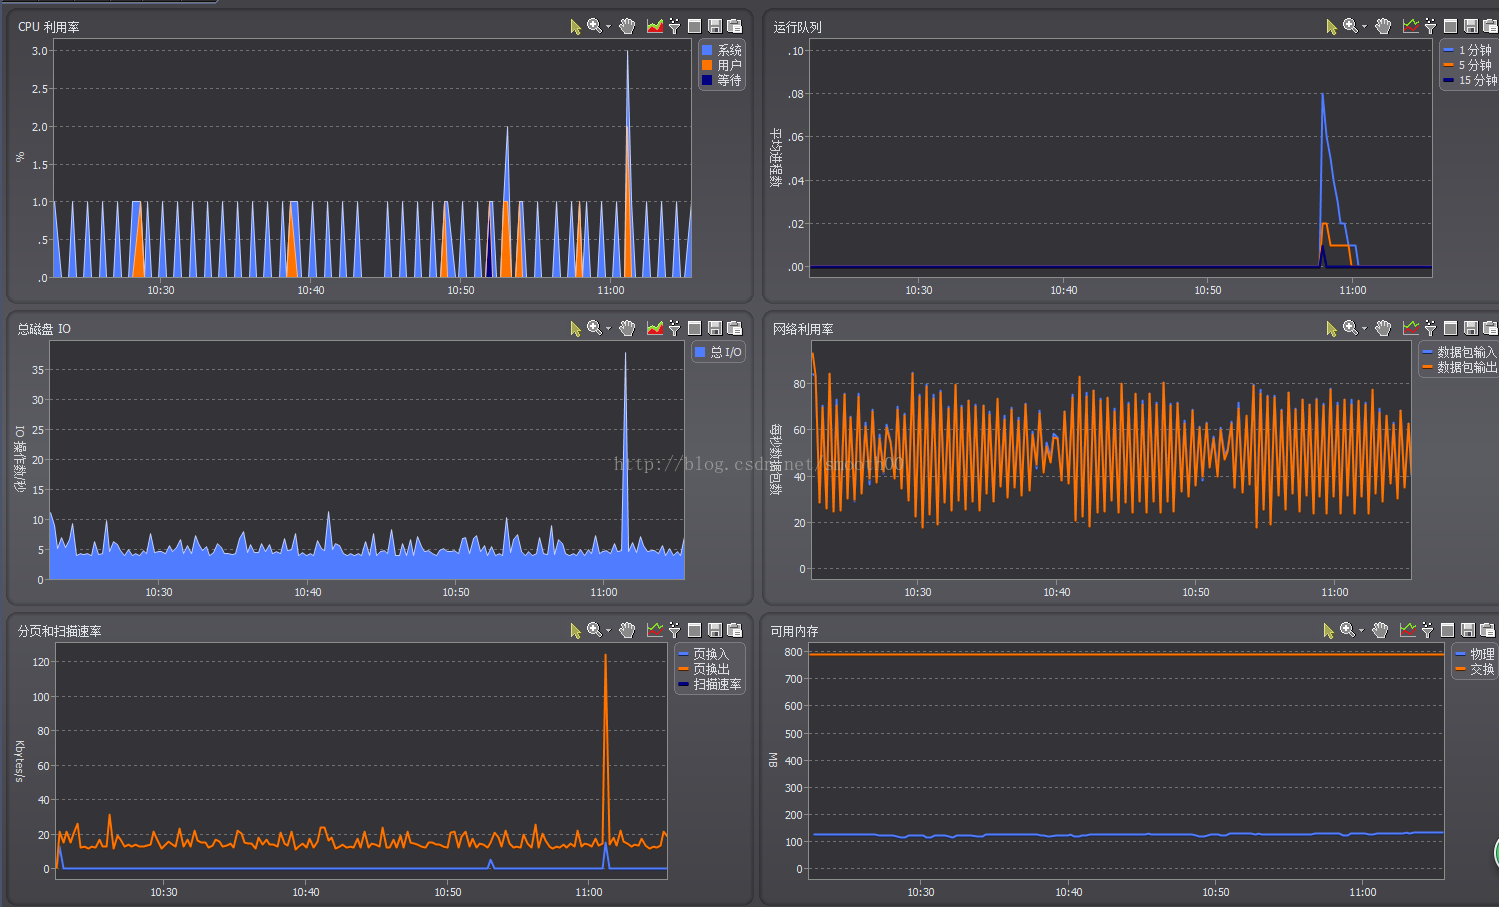 CPU 利用率
系统
用户
等待
3.0
2.5
2.0
1.5
1.0
.5
.0
%
10:30
10:40
10:50
11:00
运行队列
1 分钟
5 分钟
15 分钟
.10
.08
.06
.04
.02
.00
平均进程数
10:30
10:40
10:50
11:00
总磁盘 IO
总 I/O
35
30
25
20
15
10
5
0
IO 操作数/秒
10:30
10:40
10:50
11:00
网络利用率
数据包输入
数据包输出
80
60
40
20
0
每秒数据包数
10:30
10:40
10:50
11:00
http://blog.csdn.net/smooth00
分页和扫描速率
页换入
页换出
扫描速率
120
100
80
60
40
20
0
Kbytes/s
10:30
10:40
10:50
11:00
可用内存
物理
交换
800
700
600
500
400
300
200
100
0
MB
10:30
10:40
10:50
11:00